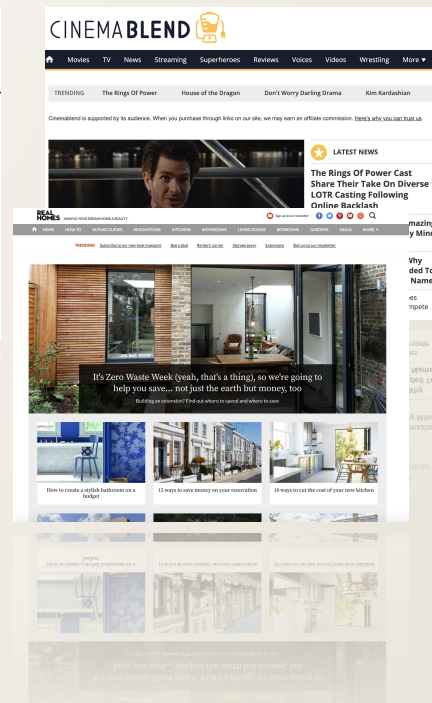 CINEMABLEND
Movies TV News Streaming Superheroes Reviews Voices Videos Wrestling More
TRENDING The Rings Of Power House of the Dragon Don't Worry Darling Drama Kim Kardashian
Cinemablend is supported by its audience. When you purchase through links on our site, we may earn an affiliate commission. Here's why you can trust us.
LATEST NEWS
The Rings Of Power Cast
Share Their Take On Diverse
LOTR Casting Following
Online Backlash
REAL
HOMES MAKING YOUR DREAM HOME A REALITY
Sign up to our newsletter
NEWS HOW TO BUYING GUIDES RENOVATIONS KITCHENS BATHROOMS LIVING ROOMS BEDROOMS GARDENS DEALS MORE
TRENDING Subscribe to our new-look magazine Bag a deal Renters' corner Storage savvy Extensions Sign up to our newsletter
It's Zero Waste Week (yeah, that's a thing), so we're going to
help you save... not just the earth but money, too
Building an extension? Find out where to spend and where to save
How to create a stylish bathroom on a
budget
15 ways to save money on your renovation
10 ways to cut the cost of your new kitchen